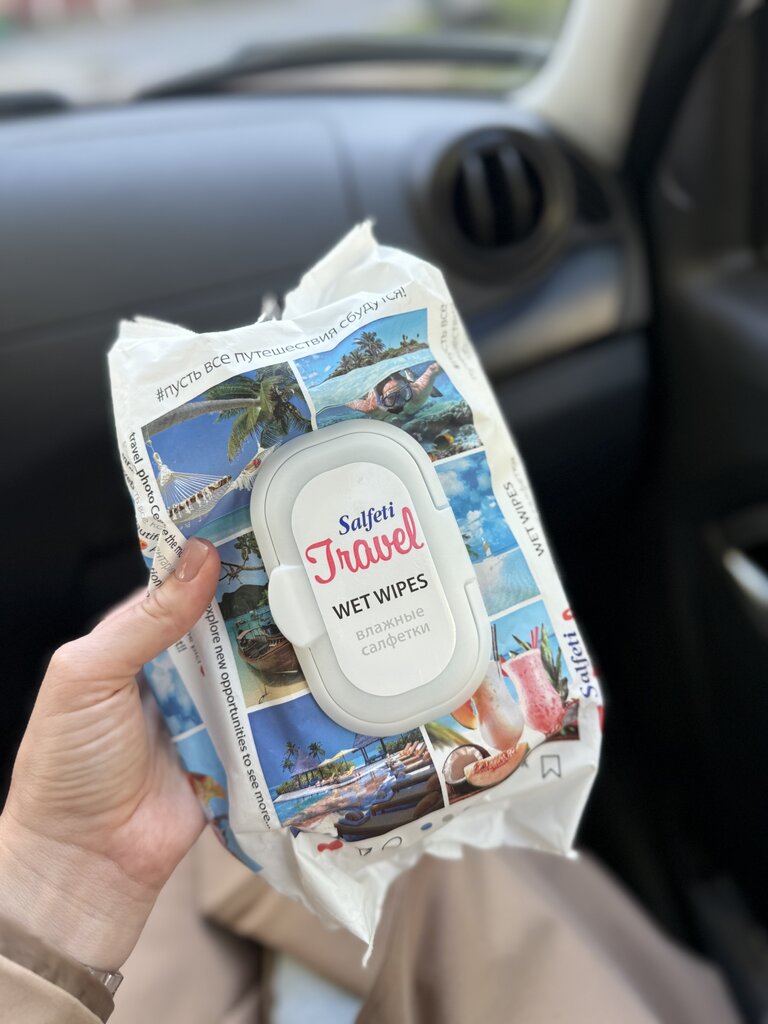 #пусть все путешествия сбудутся!
Salfeti
Travel
WET WIPES
влажные
салфетки
travel photo
explore new opportunities to see more...
WET WIPES
Salfeti